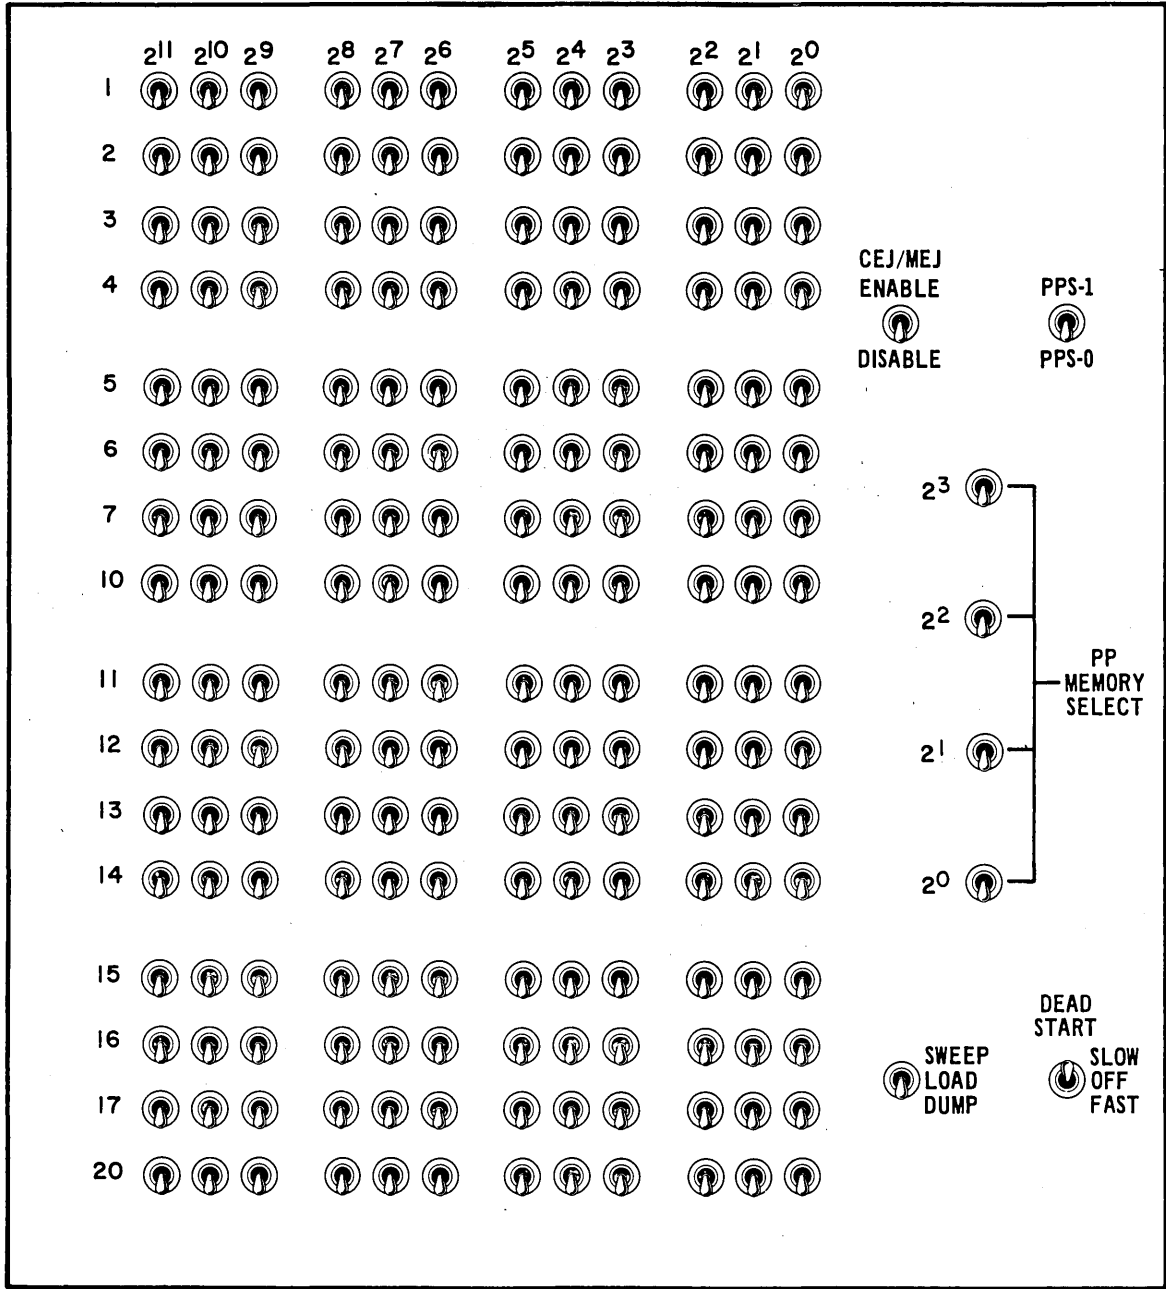 2¹¹ 2¹⁰ 2⁹ 2⁸ 2⁷ 2⁶ 2⁵ 2⁴ 2³ 2² 2¹ 2⁰
1
2
3
4
5
6
7
10
11
12
13
14
15
16
17
20
CEJ/MEJ
ENABLE
DISABLE
PPS-1
PPS-0
2³
2²
2¹
2⁰
PP
MEMORY
SELECT
SWEEP
LOAD
DUMP
DEAD
START
SLOW
OFF
FAST